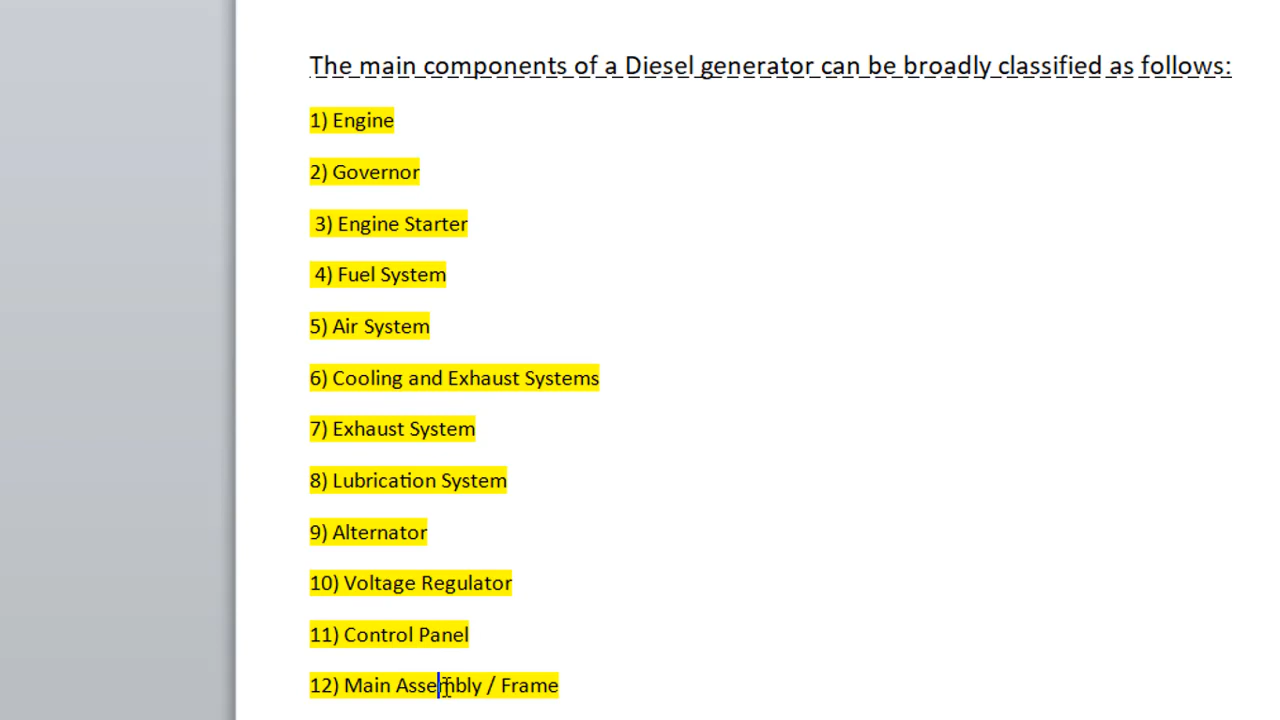 The main components of a Diesel generator can be broadly classified as follows:
1) Engine
2) Governor
3) Engine Starter
4) Fuel System
5) Air System
6) Cooling and Exhaust Systems
7) Exhaust System
8) Lubrication System
9) Alternator
10) Voltage Regulator
11) Control Panel
12) Main Assembly / Frame